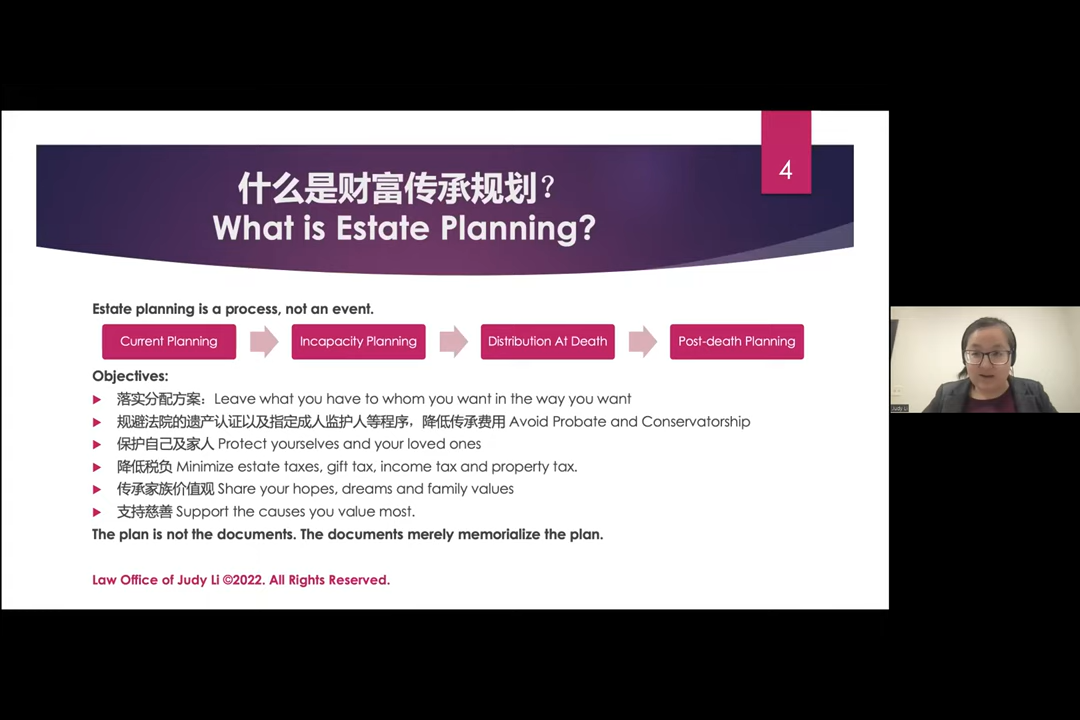 4
什么是财富传承规划?
What is Estate Planning?
Estate planning is a process, not an event.
Current Planning
Incapacity Planning
Distribution At Death
Post-death Planning
Objectives:
落实分配方案：Leave what you have to whom you want in the way you want
规避法院的遗产认证以及指定成人监护人等程序，降低传承费用 Avoid Probate and Conservatorship
保护自己及家人 Protect yourselves and your loved ones
降低税负 Minimize estate taxes, gift tax, income tax and property tax.
传承家族价值观 Share your hopes, dreams and family values
支持慈善 Support the causes you value most.
The plan is not the documents. The documents merely memorialize the plan.
Law Office of Judy Li ©2022. All Rights Reserved.
Judy Li